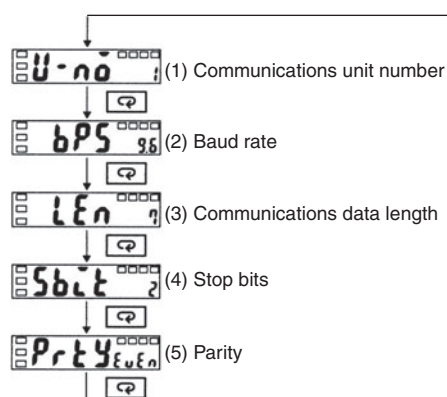 U-no 1 (1) Communications unit number
bPS 9.6 (2) Baud rate
LEn 7 (3) Communications data length
Sbit 2 (4) Stop bits
PrtY EvEn (5) Parity